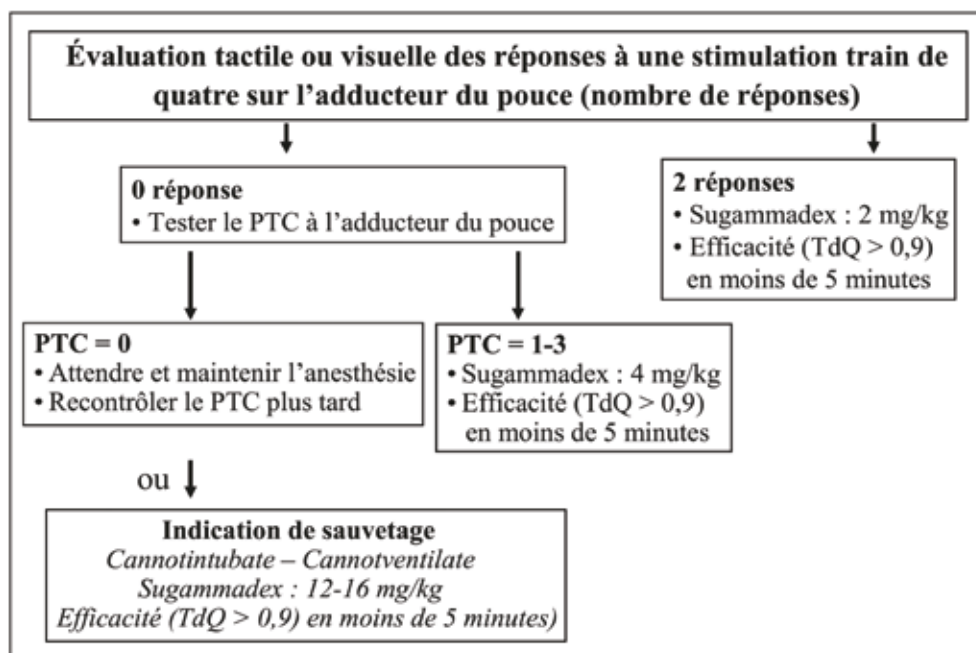 Évaluation tactile ou visuelle des réponses à une stimulation train de
quatre sur l'adducteur du pouce (nombre de réponses)
0 réponse
• Tester le PTC à l'adducteur du pouce
2 réponses
• Sugammadex : 2 mg/kg
• Efficacité (TdQ > 0,9)
en moins de 5 minutes
PTC = 0
• Attendre et maintenir l'anesthésie
• Recontrôler le PTC plus tard
PTC = 1-3
• Sugammadex : 4 mg/kg
• Efficacité (TdQ > 0,9)
en moins de 5 minutes
ou
Indication de sauvetage
Cannotintubate – Cannotventilate
Sugammadex : 12-16 mg/kg
Efficacité (TdQ > 0,9) en moins de 5 minutes)